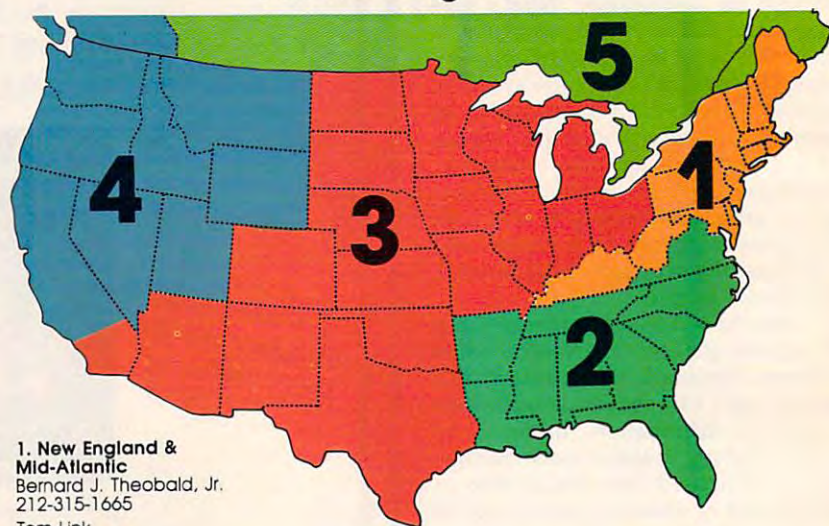 5
4
3
1
2
1. New England &
Mid-Atlantic
Bernard J. Theobald, Jr.
212-315-1665